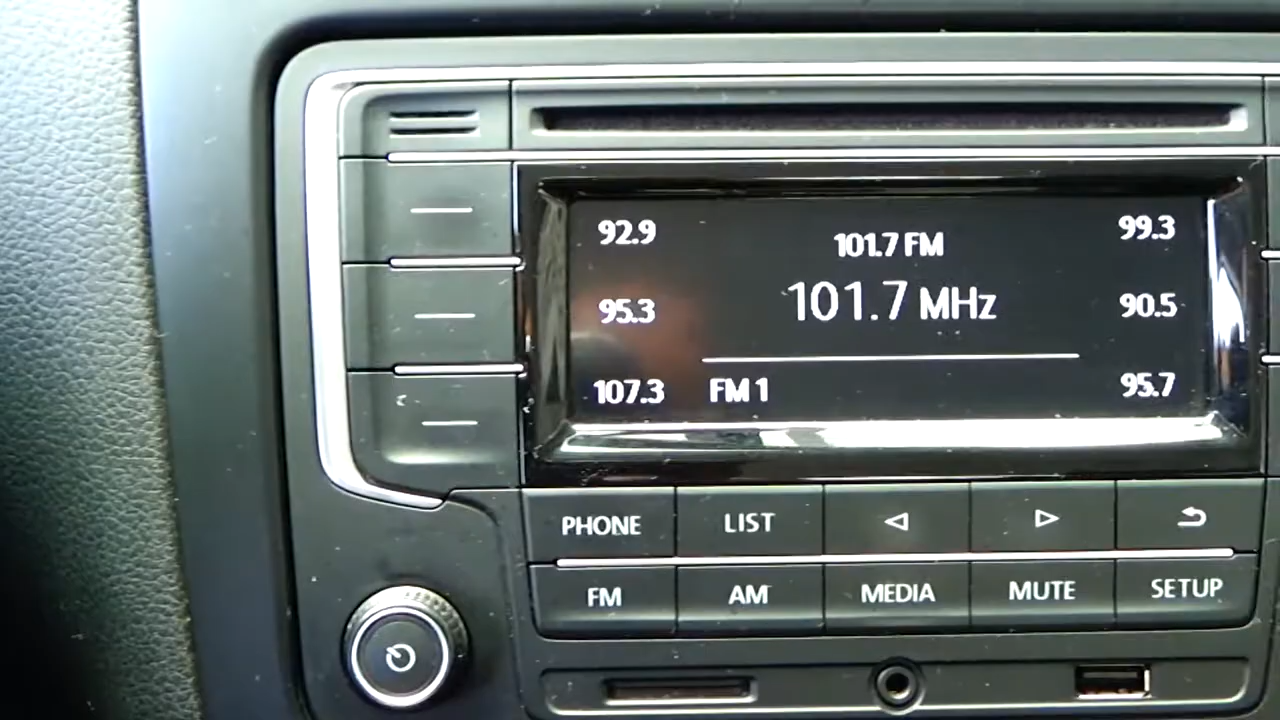 92.9
101.7 FM
99.3
95.3
101.7 MHz
90.5
107.3
FM 1
95.7
PHONE
LIST
FM
AM
MEDIA
MUTE
SETUP